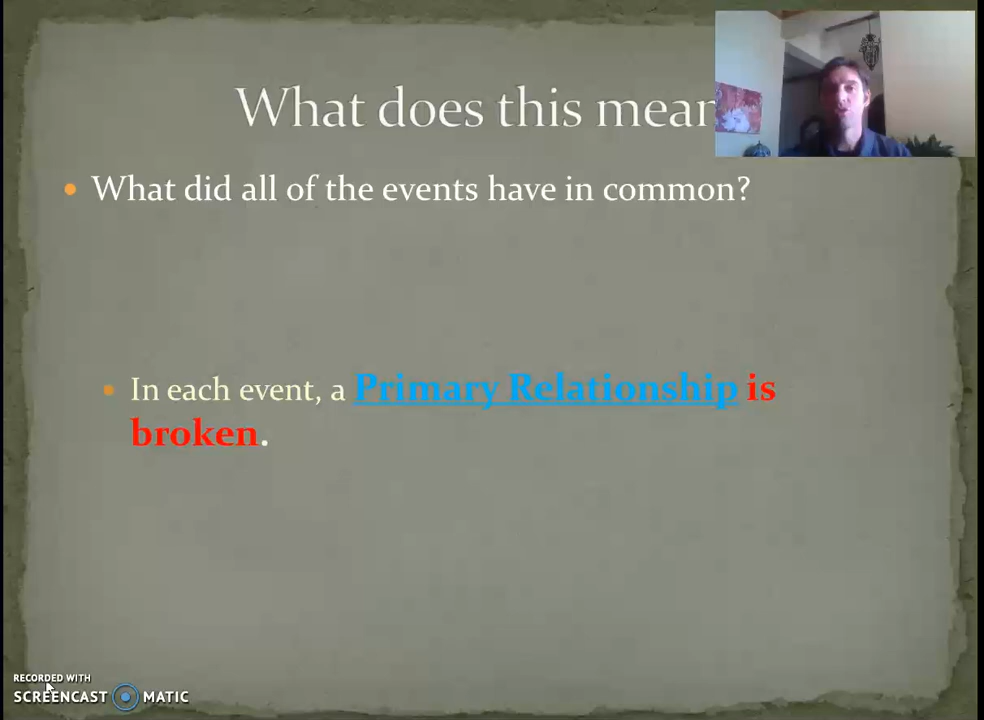 What does this mean
What did all of the events have in common?
In each event, a Primary Relationship is
broken.
RECORDED WITH
SCREENCAST MATIC